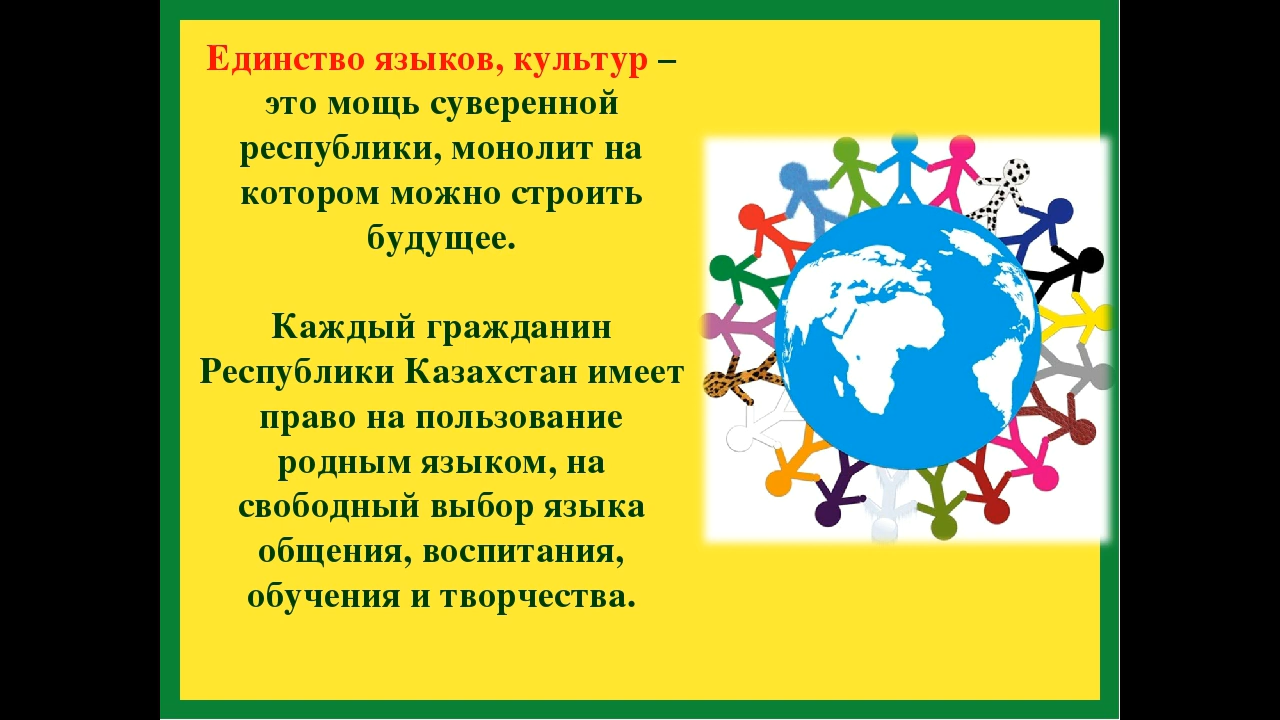 Единство языков, культур –
это мощь суверенной
республики, монолит на
котором можно строить
будущее.
Каждый гражданин
Республики Казахстан имеет
право на пользование
родным языком, на
свободный выбор языка
общения, воспитания,
обучения и творчества.